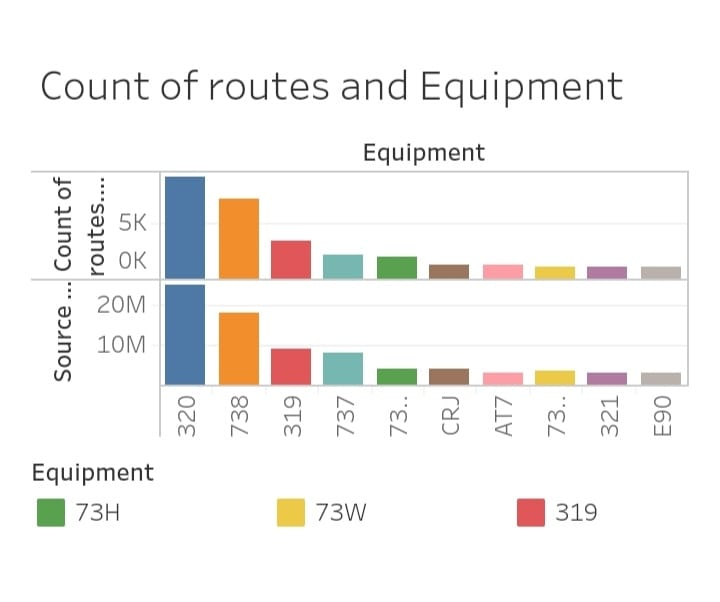 Count of routes and Equipment
Equipment
Count of
routes....
5K
0K
Source ...
20M
10M
320
738
319
737
73..
CRJ
AT7
73..
321
E90
Equipment
73H
73W
319